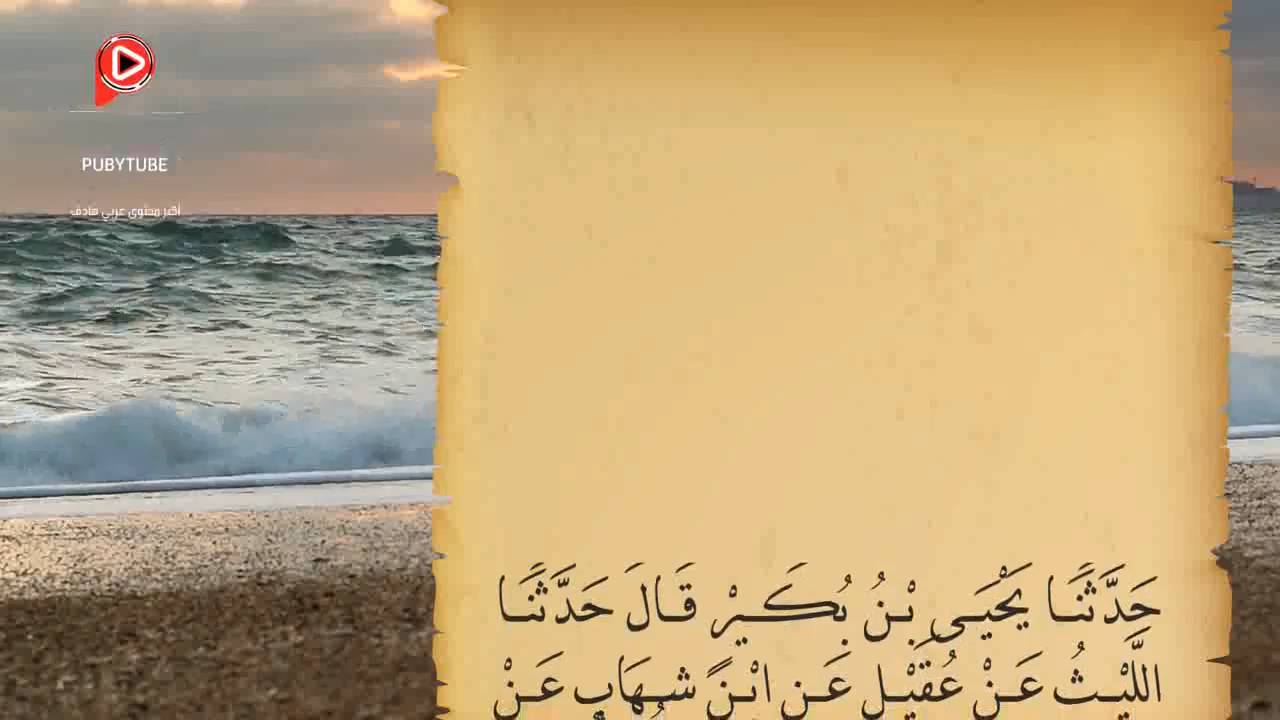 PUBYTUBE
أكبر محتوى عربي هادف
حَدَّثَنَا يَحْيَى بْنُ بُكَيْرْ قَالَ حَدَّثَنَا
اللَّيْثُ عَنْ عُقَيْلٍ عَنِ ابْنِ شِهَابٍ عَنْ